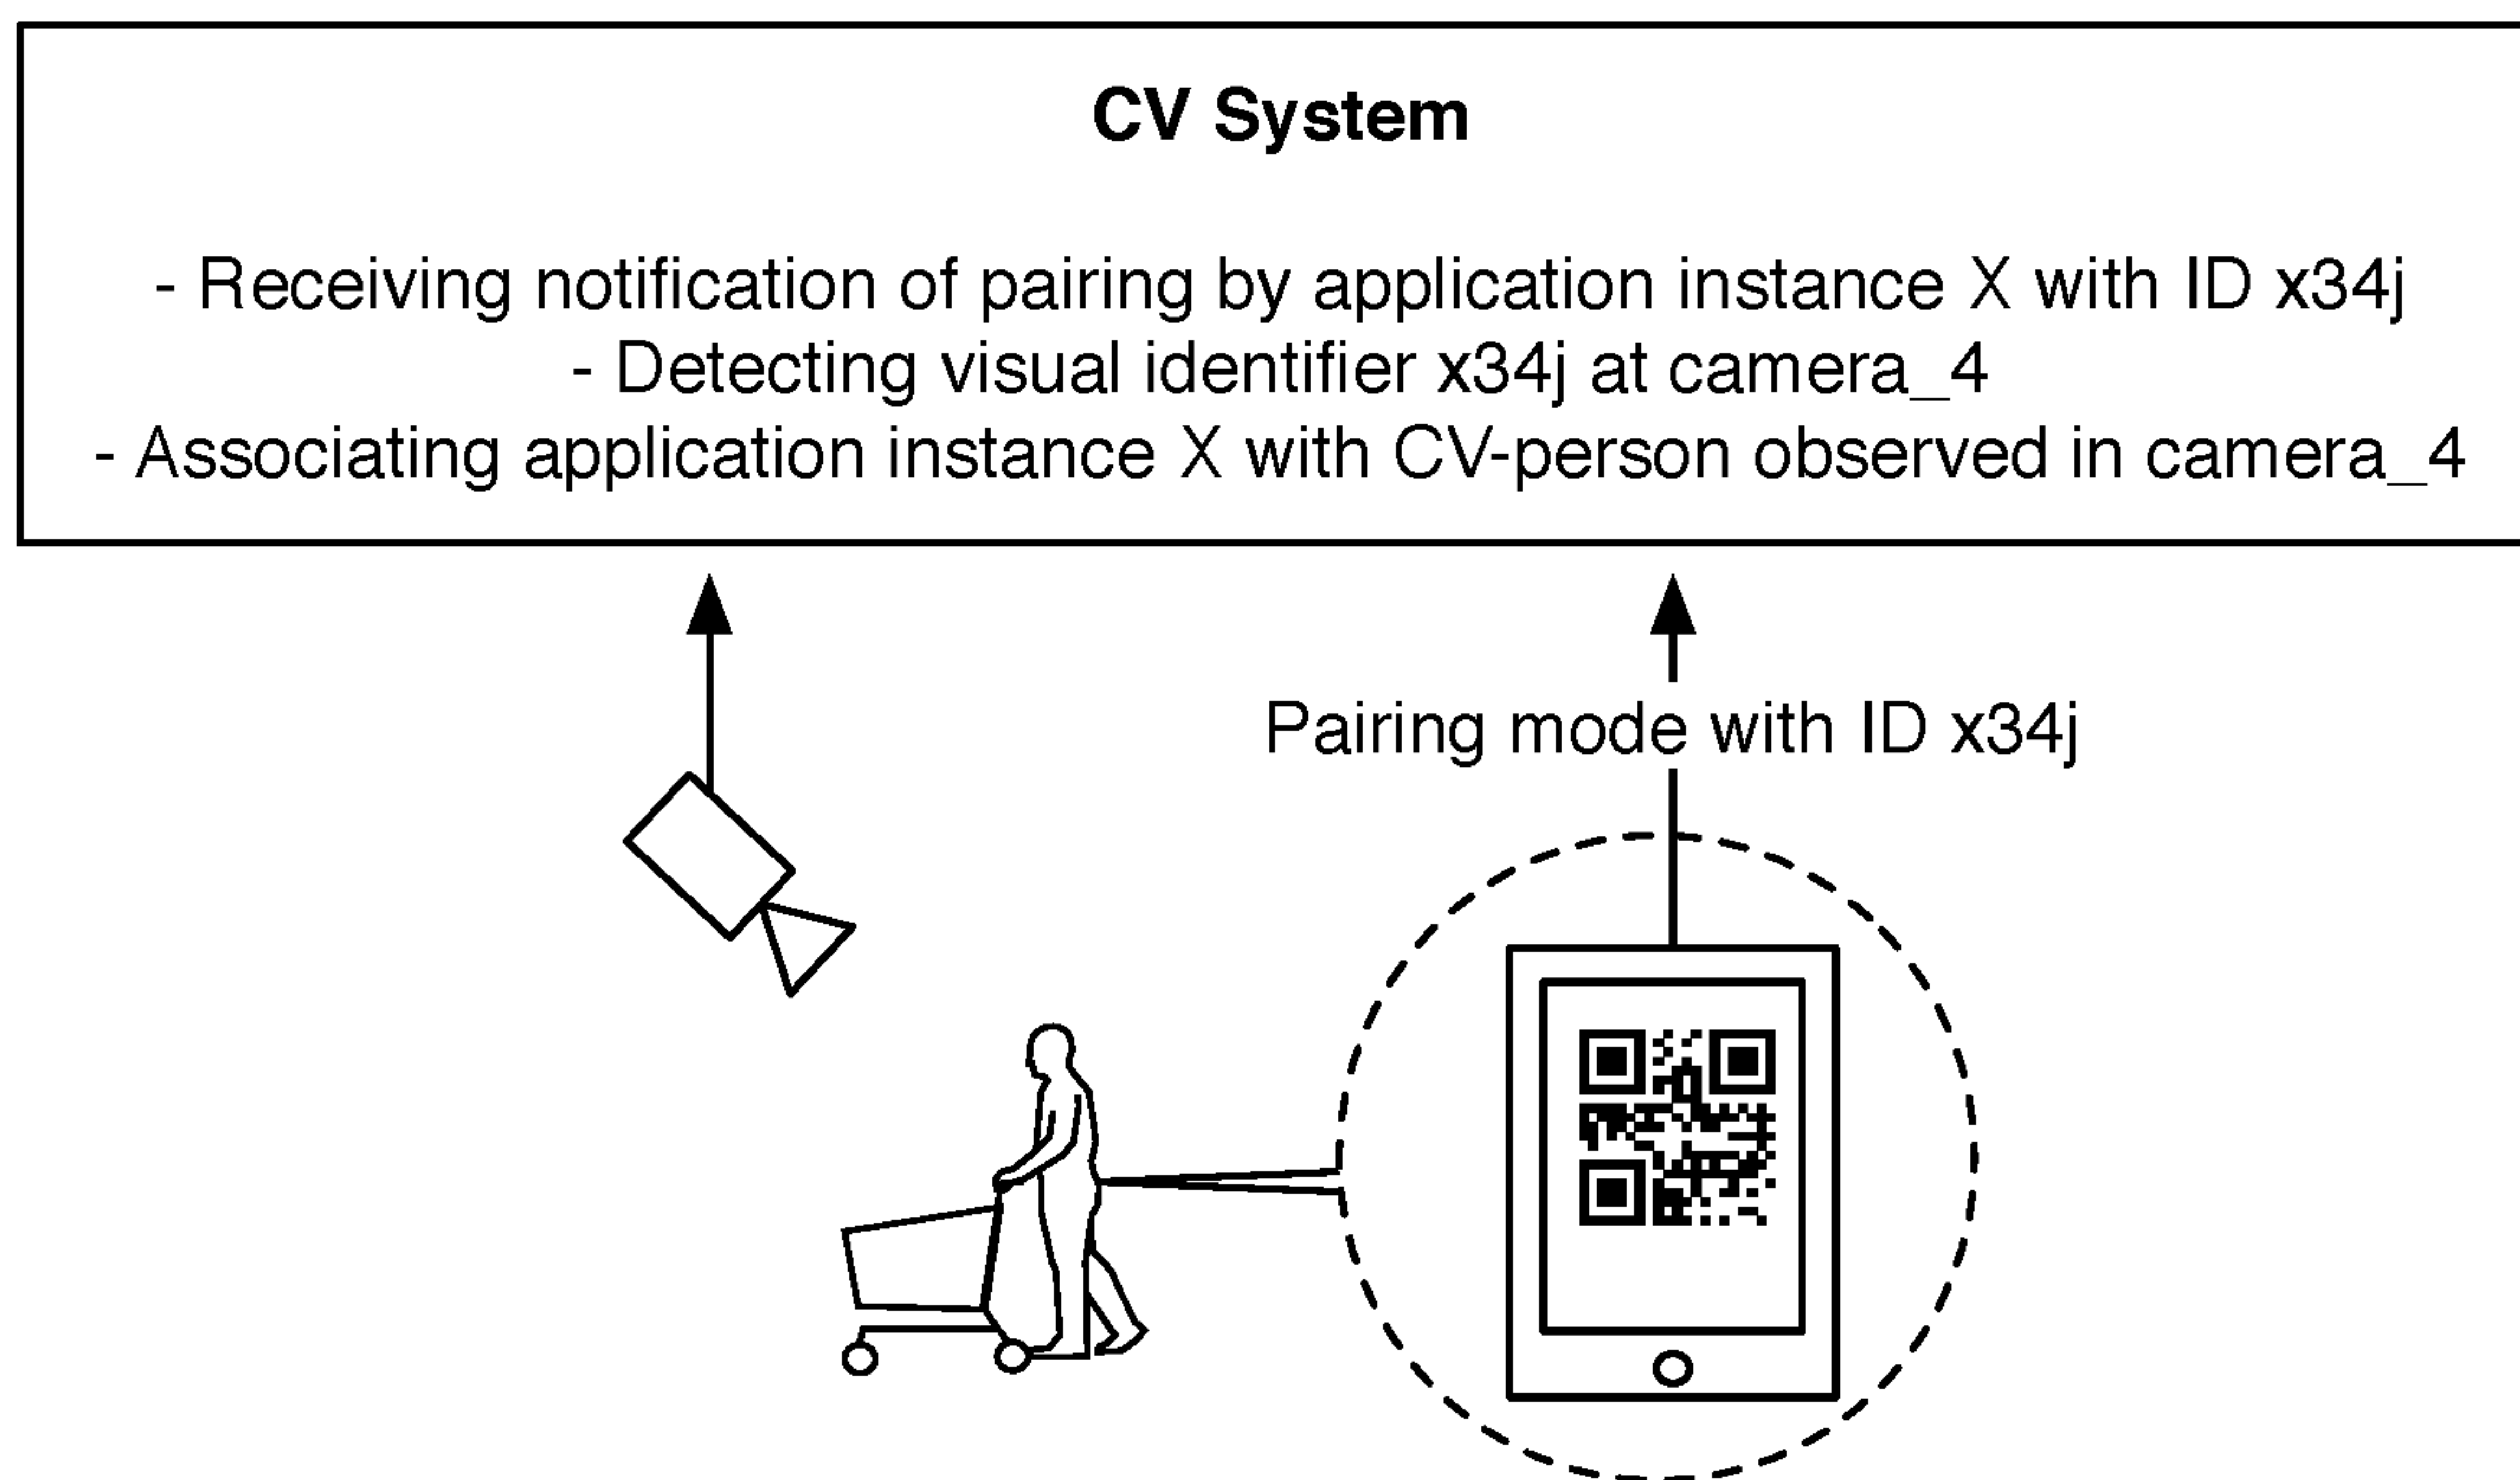 CV System
- Receiving notification of pairing by application instance X with ID x34j
- Detecting visual identifier x34j at camera_4
- Associating application instance X with CV-person observed in camera_4
Pairing mode with ID x34j